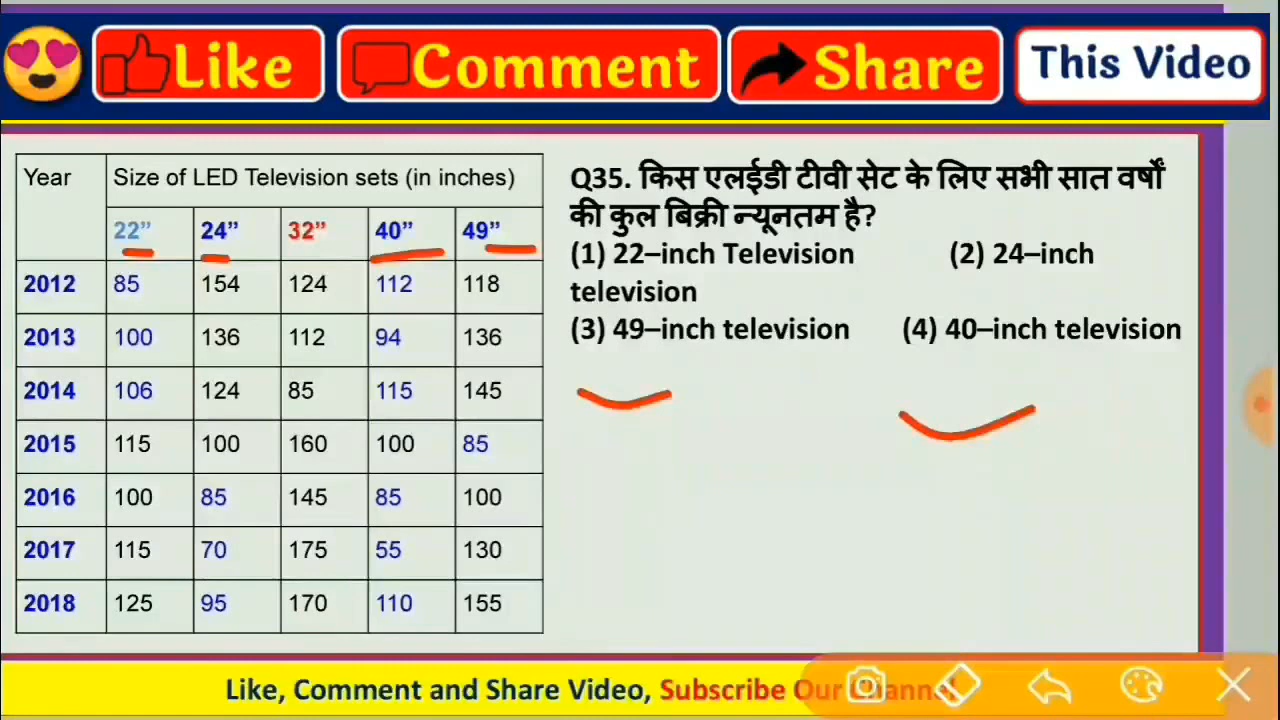 Like Comment Share This Video
Year Size of LED Television sets (in inches)
22” 24” 32” 40” 49”
2012 85 154 124 112 118
2013 100 136 112 94 136
2014 106 124 85 115 145
2015 115 100 160 100 85
2016 100 85 145 85 100
2017 115 70 175 55 130
2018 125 95 170 110 155
Q35. किस एलईडी टीवी सेट के लिए सभी सात वर्षों
की कुल बिक्री न्यूनतम है?
(1) 22–inch Television (2) 24–inch
television
(3) 49–inch television (4) 40–inch television
Like, Comment and Share Video, Subscribe Our Channel